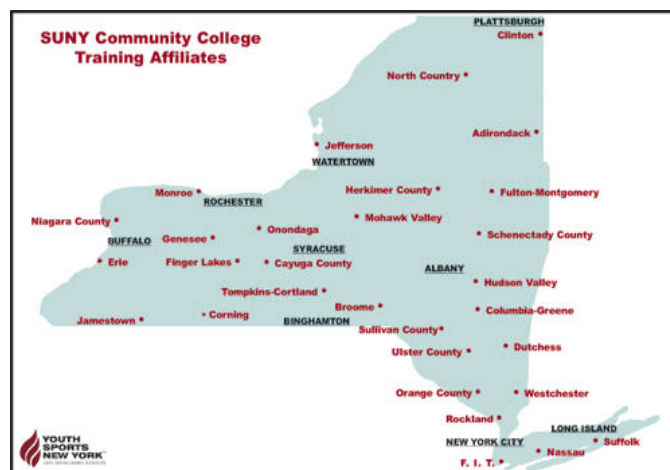 SUNY Community College
Training Affiliates
PLATTSBURGH
Clinton
North Country
Adirondack
Jefferson
WATERTOWN
Monroe
ROCHESTER
Herkimer County
Fulton-Montgomery
Niagara County
Mohawk Valley
Onondaga
BUFFALO
Genesee
SYRACUSE
Schenectady County
Erie
Finger Lakes
Cayuga County
ALBANY
Hudson Valley
Tompkins-Cortland
Broome
Columbia-Greene
Jamestown
Corning
BINGHAMTON
Sullivan County
Ulster County
Dutchess
Orange County
Westchester
Rockland
LONG ISLAND
NEW YORK CITY
Suffolk
Nassau
F. I. T.
YOUTH
SPORTS
NEW YORK